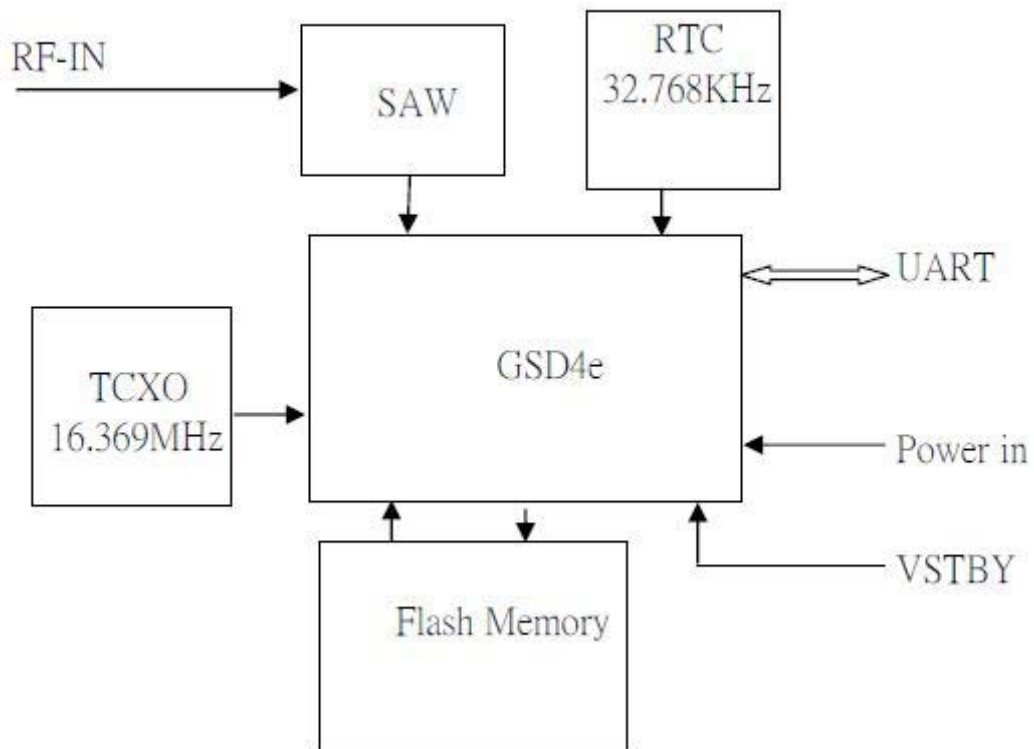 RF-IN
SAW
RTC
32.768KHz
UART
GSD4e
TCXO
16.369MHz
Power in
VSTBY
Flash Memory